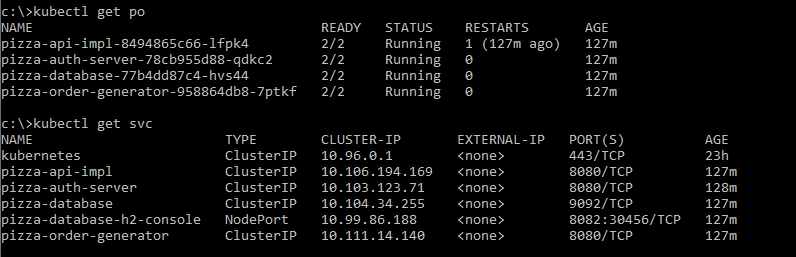 c:\>kubectl get po
NAME READY STATUS RESTARTS AGE
pizza-api-impl-8494865c66-lfpk4 2/2 Running 1 (127m ago) 127m
pizza-auth-server-78cb955d88-qdkc2 2/2 Running 0 127m
pizza-database-77b4dd87c4-hvs44 2/2 Running 0 127m
pizza-order-generator-958864db8-7ptkf 2/2 Running 0 127m
c:\>kubectl get svc
NAME TYPE CLUSTER-IP EXTERNAL-IP PORT(S) AGE
kubernetes ClusterIP 10.96.0.1 <none> 443/TCP 23h
pizza-api-impl ClusterIP 10.106.194.169 <none> 8080/TCP 127m
pizza-auth-server ClusterIP 10.103.123.71 <none> 8080/TCP 128m
pizza-database ClusterIP 10.104.34.255 <none> 9092/TCP 127m
pizza-database-h2-console NodePort 10.99.86.188 <none> 8082:30456/TCP 127m
pizza-order-generator ClusterIP 10.111.14.140 <none> 8080/TCP 127m